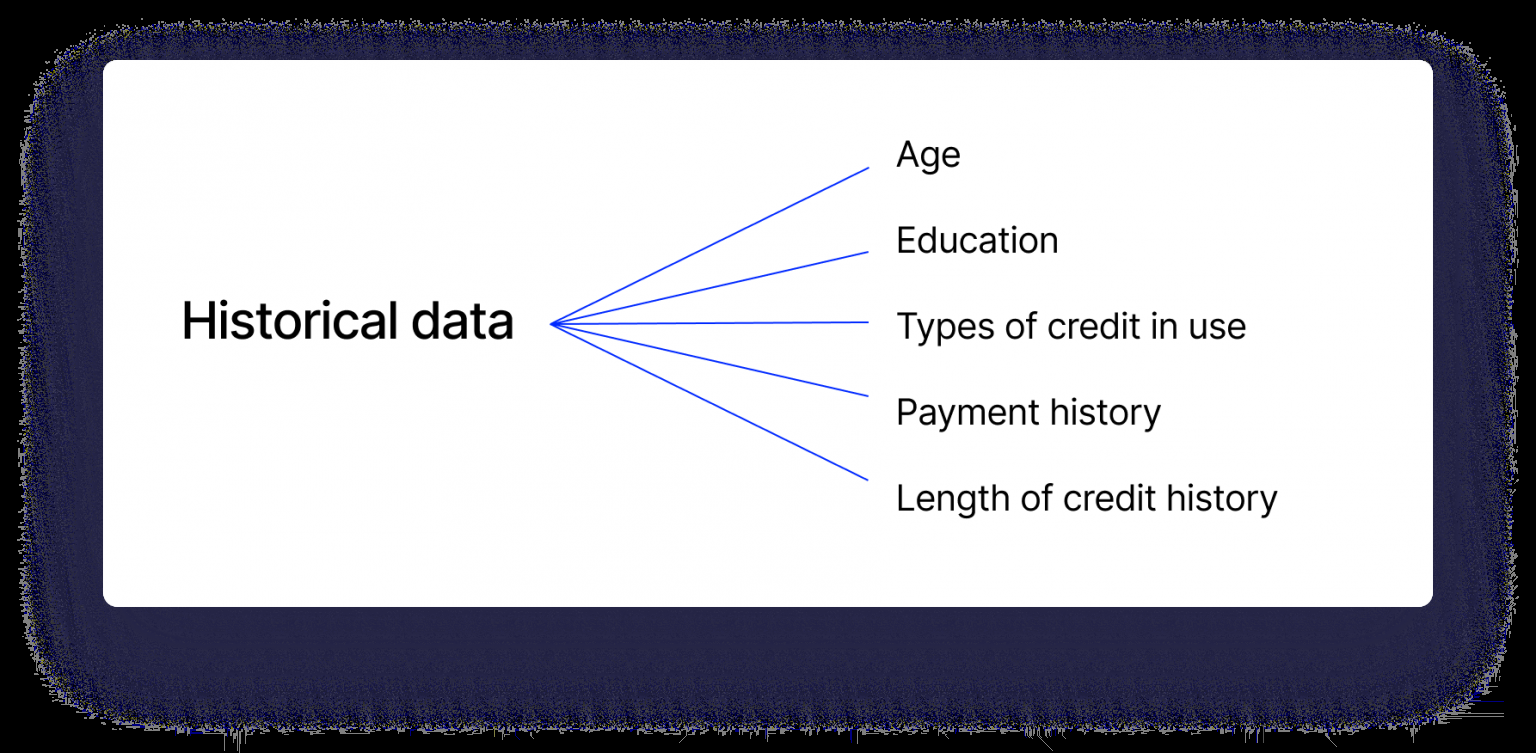 Historical data
Age
Education
Types of credit in use
Payment history
Length of credit history